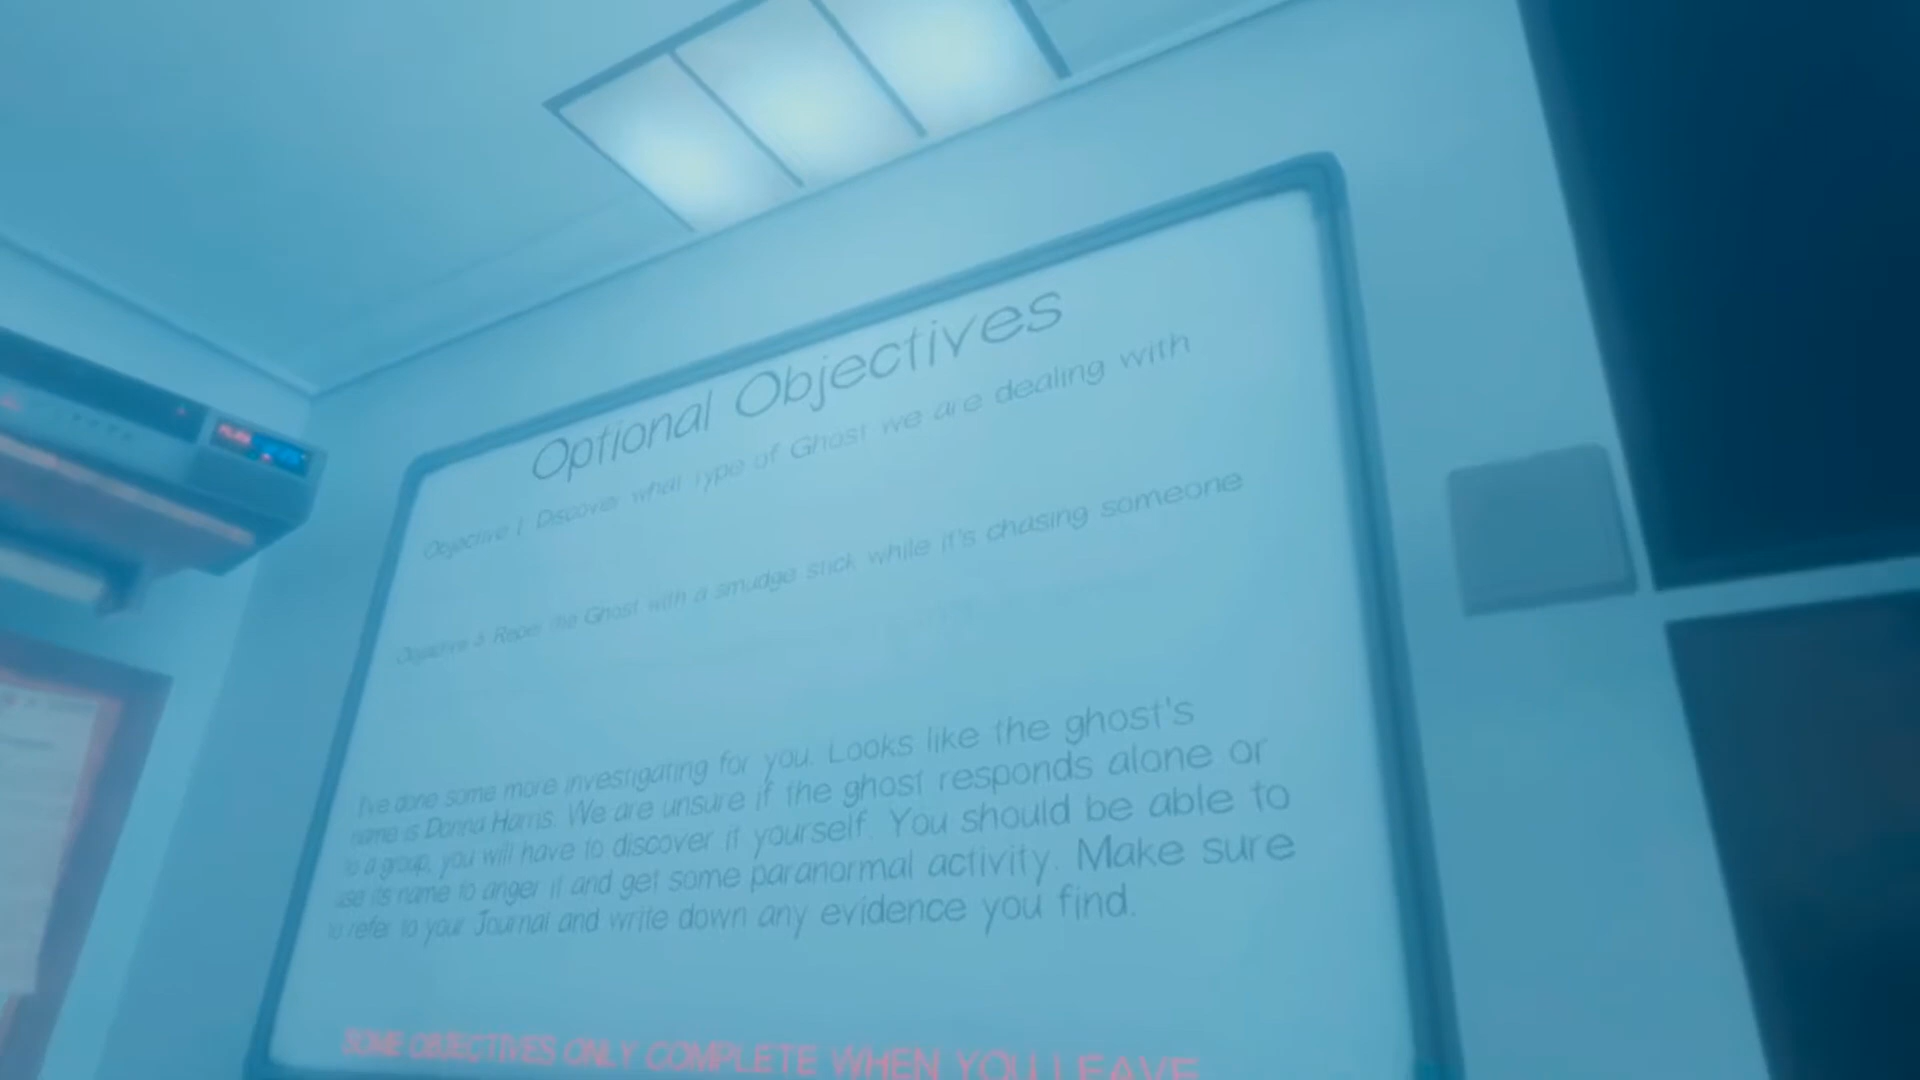 Optional Objectives
Objective 1: Discover what type of Ghost we are dealing with
Objective 3: Repel the Ghost with a smudge stick while it's chasing someone
I've done some more investigating for you. Looks like the ghost's
name is Donna Harris. We are unsure if the ghost responds alone or
to a group, you will have to discover it yourself. You should be able to
use its name to anger it and get some paranormal activity. Make sure
to refer to your Journal and write down any evidence you find.
SOME OBJECTIVES ONLY COMPLETE WHEN YOU LEAVE